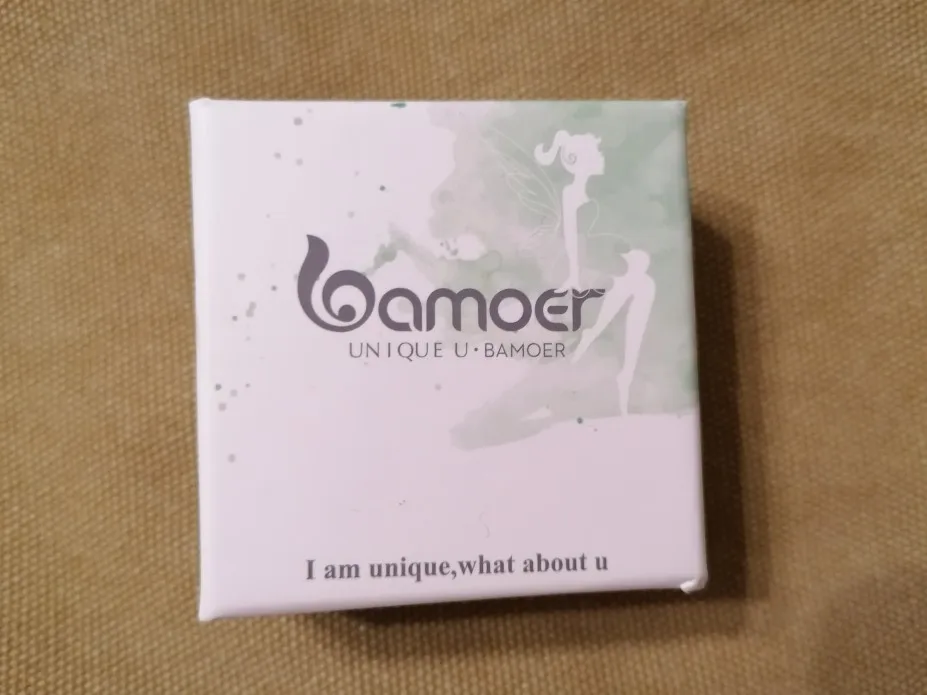 bamoer
UNIQUE U·BAMOER
I am unique,what about u